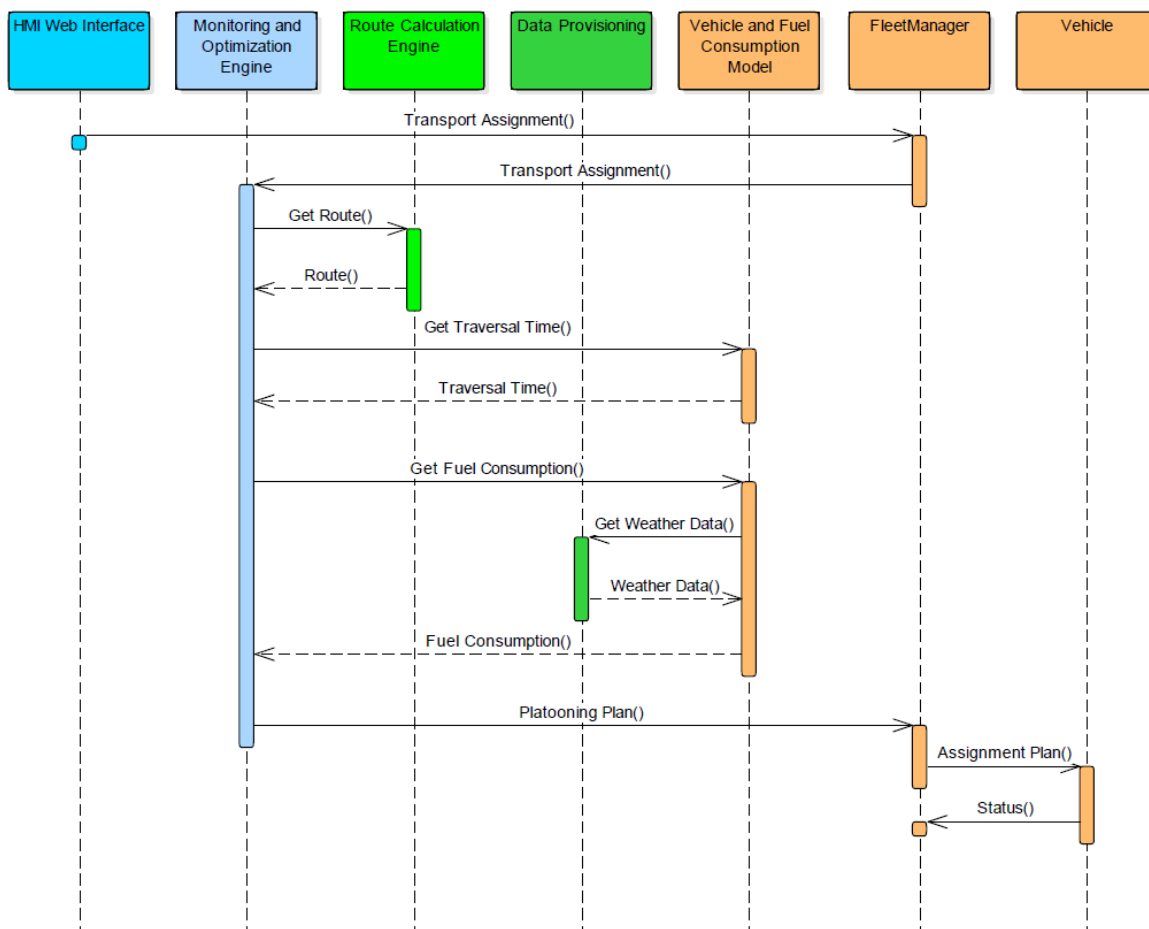 HMI Web Interface
Monitoring and
Optimization
Engine
Route Calculation
Engine
Data Provisioning
Vehicle and Fuel
Consumption
Model
FleetManager
Vehicle
Transport Assignment()
Transport Assignment()
Get Route()
Route()
Get Traversal Time()
Traversal Time()
Get Fuel Consumption()
Get Weather Data()
Weather Data()
Fuel Consumption()
Platooning Plan()
Assignment Plan()
Status()